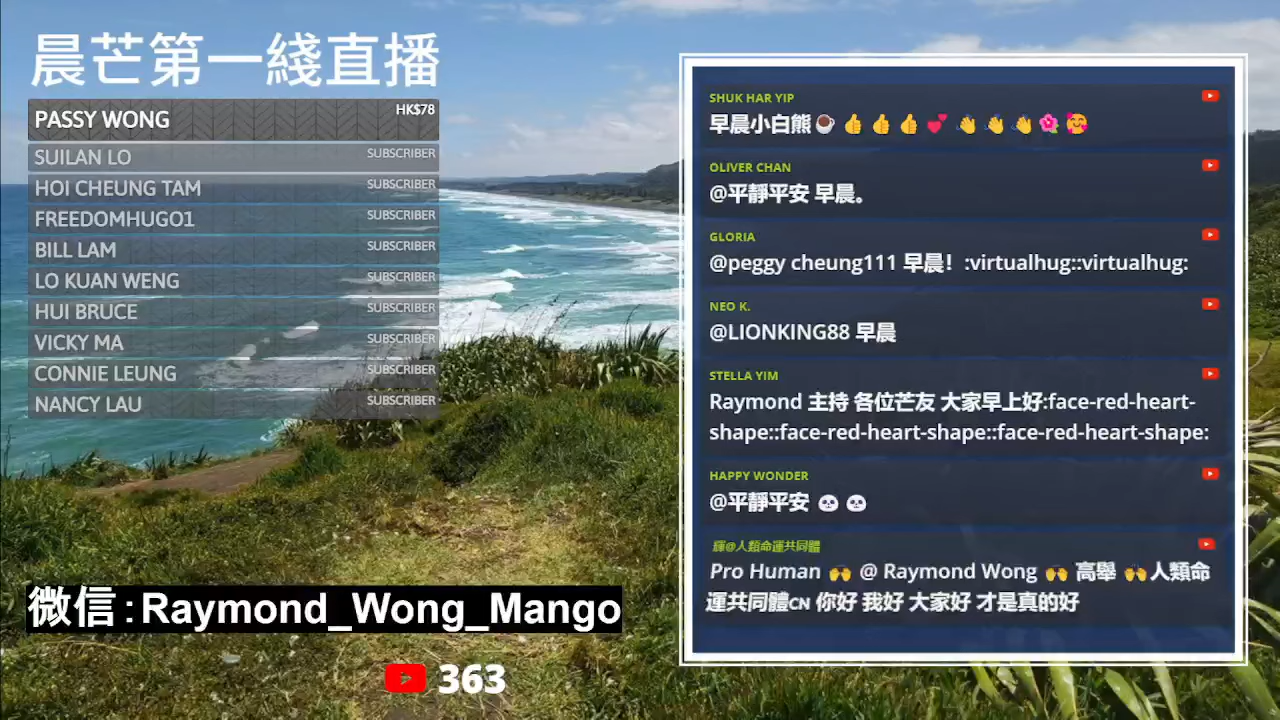 晨芒第一綫直播
PASSY WONG HK$78
SUILAN LO SUBSCRIBER
HOI CHEUNG TAM SUBSCRIBER
FREEDOMHUGO1 SUBSCRIBER
BILL LAM SUBSCRIBER
LO KUAN WENG SUBSCRIBER
HUI BRUCE SUBSCRIBER
VICKY MA SUBSCRIBER
CONNIE LEUNG SUBSCRIBER
NANCY LAU SUBSCRIBER
微信:Raymond_Wong_Mango
363
SHUK HAR YIP
早晨小白熊☕👍👍👍💕👏👏👏🌺🥰
OLIVER CHAN
@平靜平安 早晨。
GLORIA
@peggy cheung111 早晨！:virtualhug::virtualhug:
NEO K.
@LIONKING88 早晨
STELLA YIM
Raymond 主持 各位芒友 大家早上好:face-red-heart-
shape::face-red-heart-shape::face-red-heart-shape:
HAPPY WONDER
@平靜平安 🐼🐼
輝@人類命運共同體
Pro Human 🙌 @ Raymond Wong 🙌 高舉 🙌人類命
運共同體CN 你好 我好 大家好 才是真的好